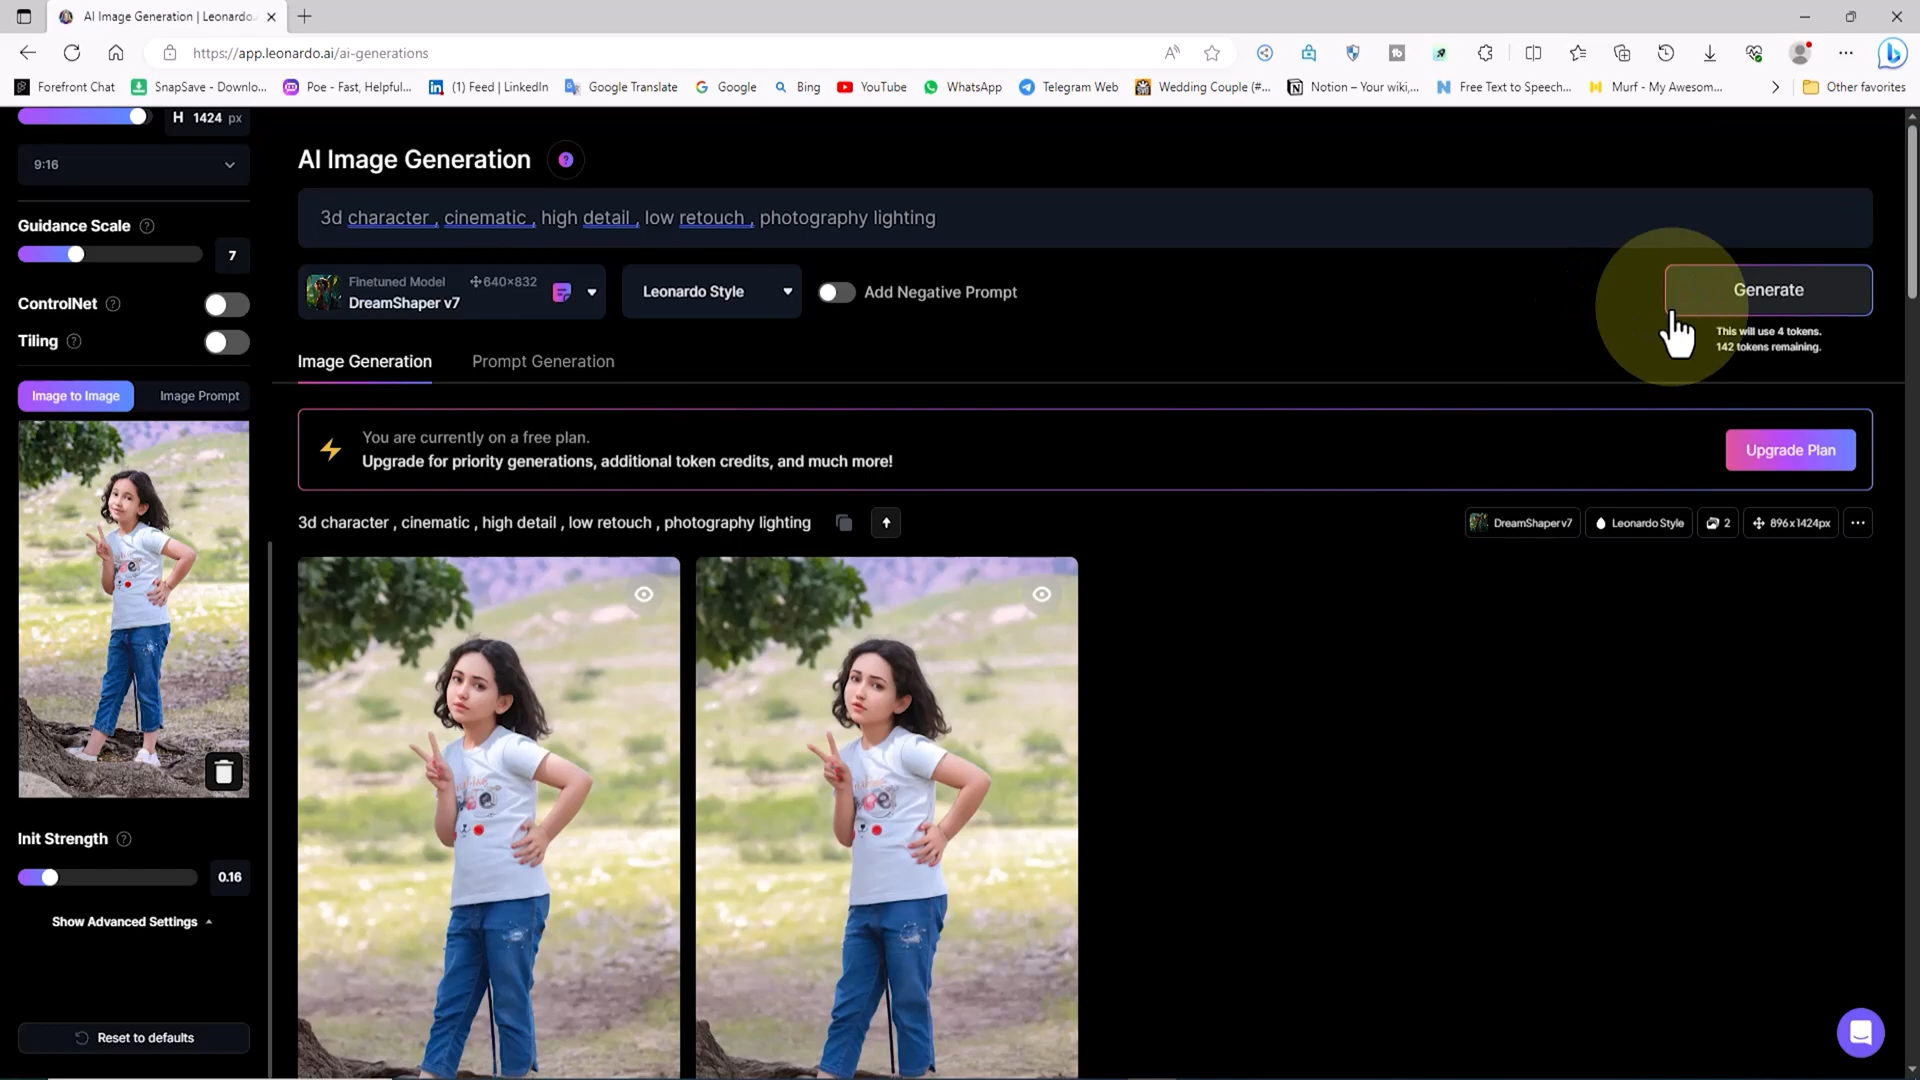 AI Image Generation | Leonardo.
https://app.leonardo.ai/ai-generations
Forefront Chat
SnapSave - Downlo...
Poe - Fast, Helpful...
(1) Feed | LinkedIn
Google Translate
Google
Bing
YouTube
WhatsApp
Telegram Web
Wedding Couple (#...
Notion – Your wiki,...
Free Text to Speech...
Murf - My Awesom...
Other favorites
H 1424 px
9:16
Guidance Scale
7
ControlNet
Tiling
Image to Image
Image Prompt
Init Strength
0.16
Show Advanced Settings
Reset to defaults
AI Image Generation
3d character , cinematic , high detail , low retouch , photography lighting
Finetuned Model
640×832
DreamShaper v7
Leonardo Style
Add Negative Prompt
Generate
This will use 4 tokens.
142 tokens remaining.
Image Generation
Prompt Generation
You are currently on a free plan.
Upgrade for priority generations, additional token credits, and much more!
Upgrade Plan
3d character , cinematic , high detail , low retouch , photography lighting
DreamShaper v7
Leonardo Style
2
896x1424px